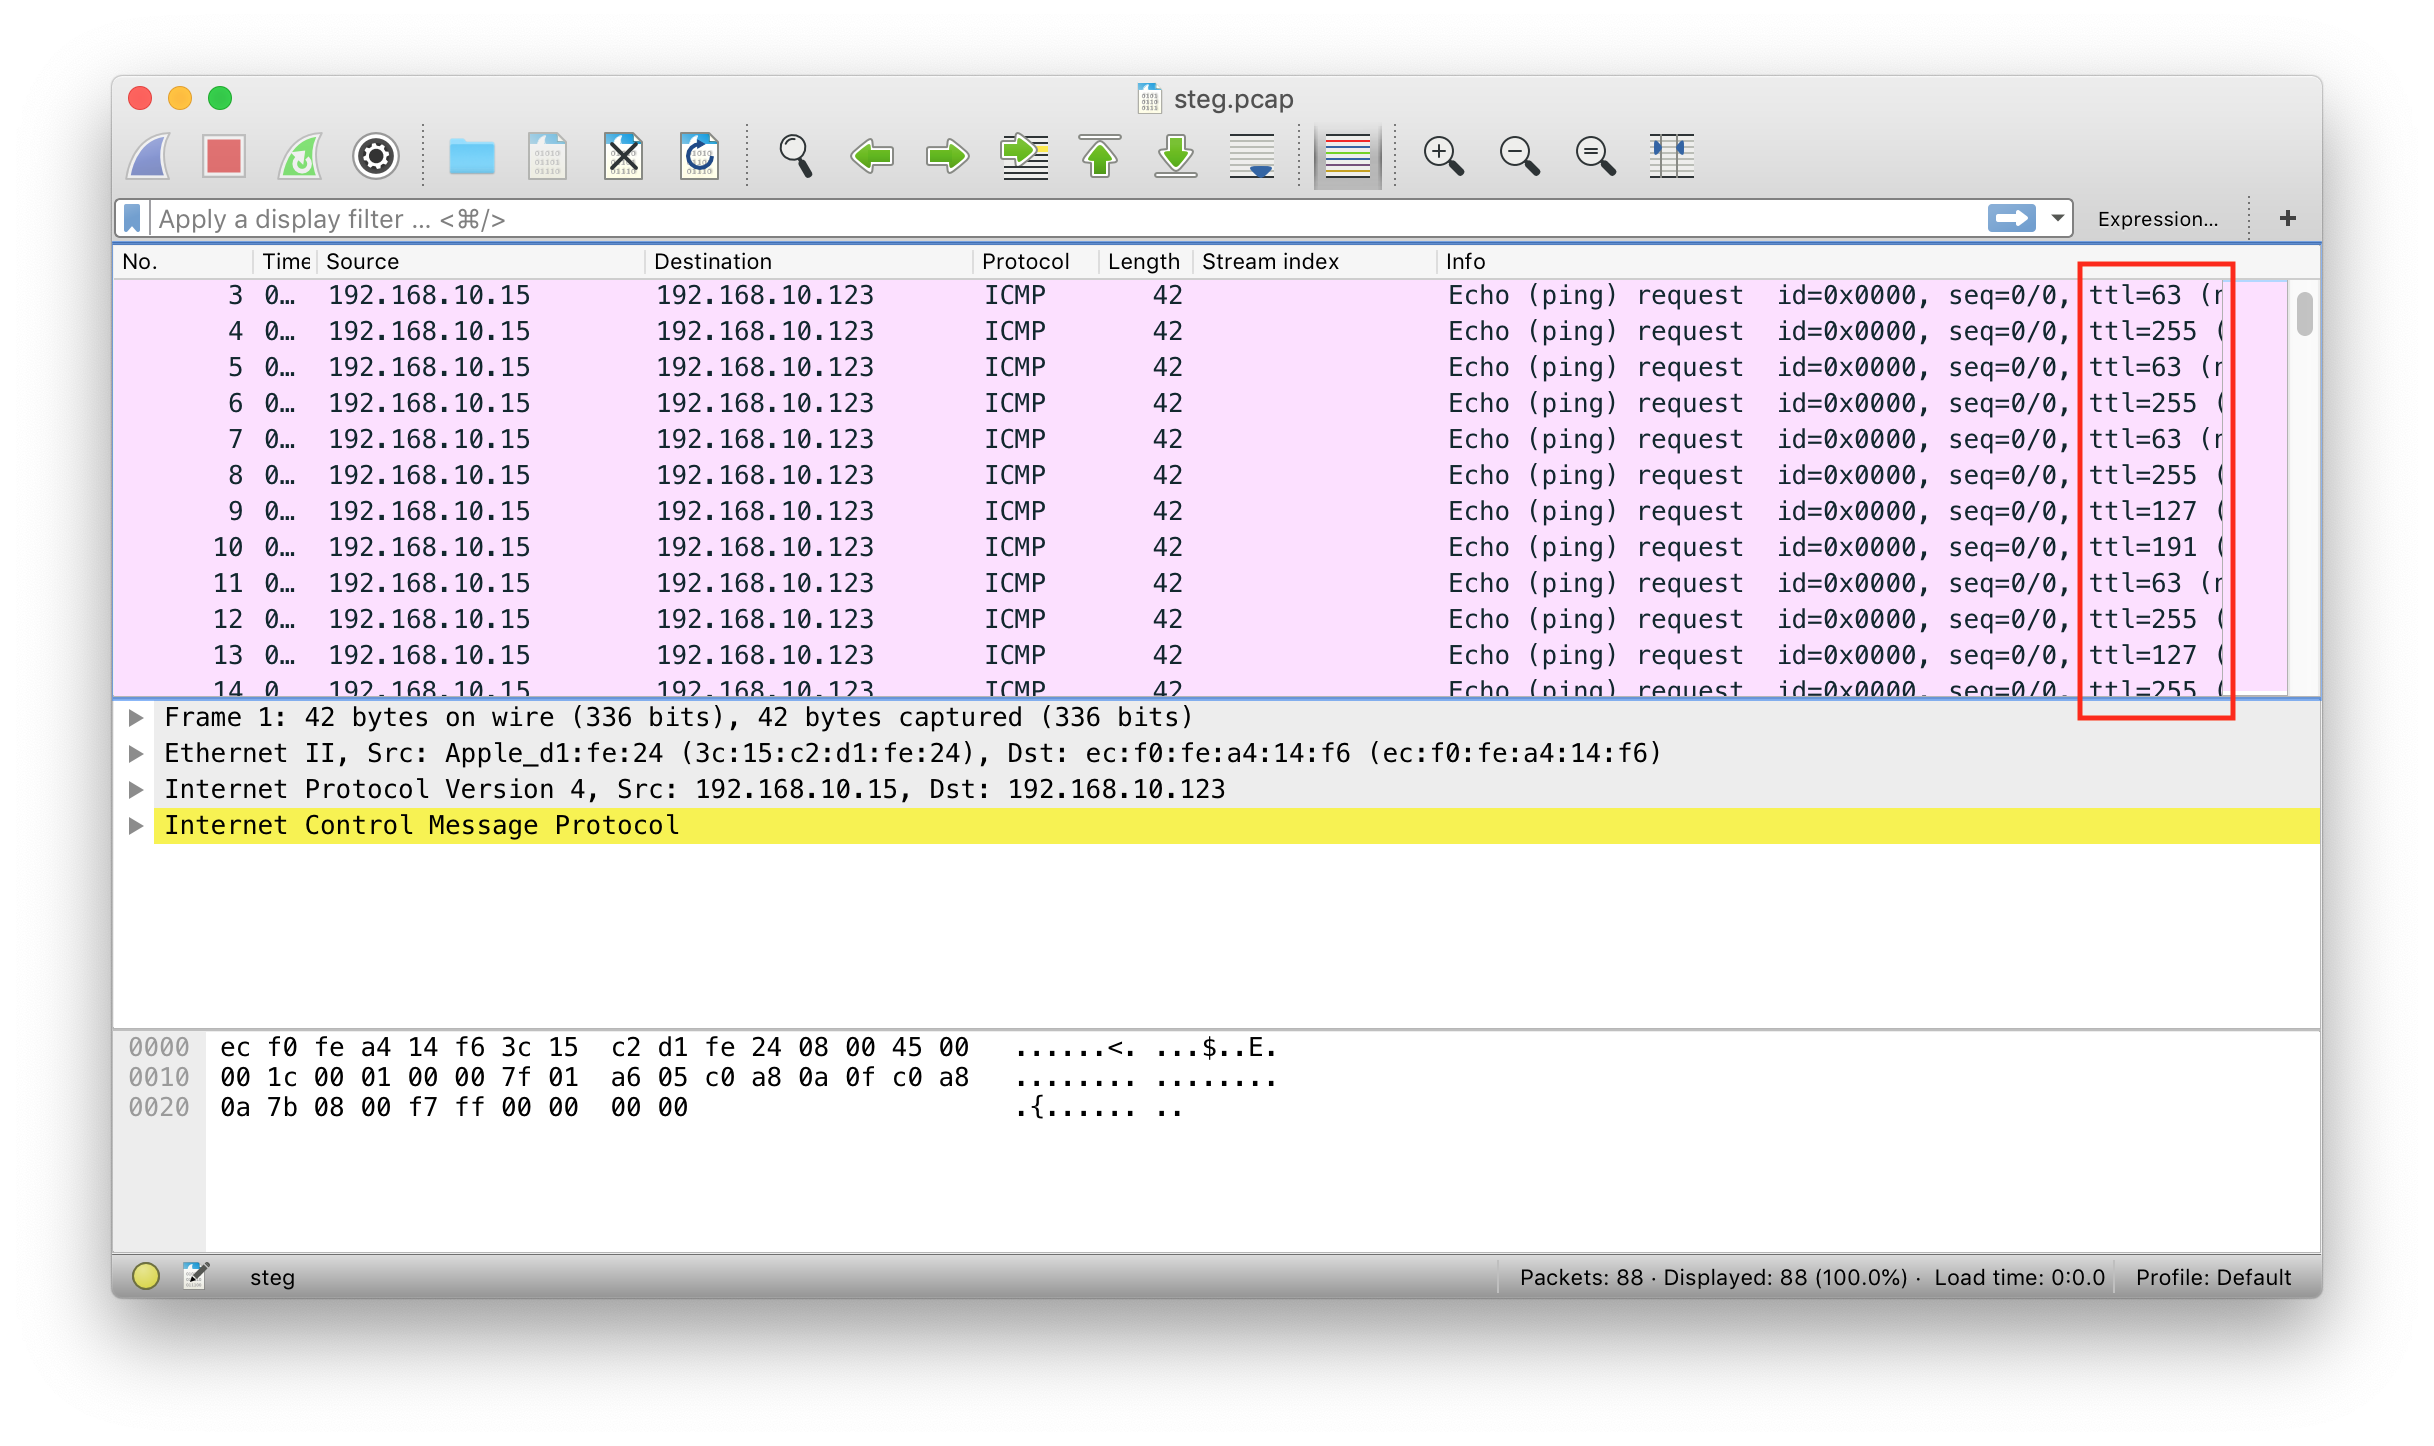 steg.pcap
Apply a display filter ... <⌘/>
Expression...
+
No. Time Source Destination Protocol Length Stream index Info
3 0… 192.168.10.15 192.168.10.123 ICMP 42 Echo (ping) request id=0x0000, seq=0/0, ttl=63 (
4 0… 192.168.10.15 192.168.10.123 ICMP 42 Echo (ping) request id=0x0000, seq=0/0, ttl=255 (
5 0… 192.168.10.15 192.168.10.123 ICMP 42 Echo (ping) request id=0x0000, seq=0/0, ttl=63 (
6 0… 192.168.10.15 192.168.10.123 ICMP 42 Echo (ping) request id=0x0000, seq=0/0, ttl=255 (
7 0… 192.168.10.15 192.168.10.123 ICMP 42 Echo (ping) request id=0x0000, seq=0/0, ttl=63 (
8 0… 192.168.10.15 192.168.10.123 ICMP 42 Echo (ping) request id=0x0000, seq=0/0, ttl=255 (
9 0… 192.168.10.15 192.168.10.123 ICMP 42 Echo (ping) request id=0x0000, seq=0/0, ttl=127 (
10 0… 192.168.10.15 192.168.10.123 ICMP 42 Echo (ping) request id=0x0000, seq=0/0, ttl=191 (
11 0… 192.168.10.15 192.168.10.123 ICMP 42 Echo (ping) request id=0x0000, seq=0/0, ttl=63 (
12 0… 192.168.10.15 192.168.10.123 ICMP 42 Echo (ping) request id=0x0000, seq=0/0, ttl=255 (
13 0… 192.168.10.15 192.168.10.123 ICMP 42 Echo (ping) request id=0x0000, seq=0/0, ttl=127 (
14 0 192.168.10.15 192.168.10.123 ICMP 42 Echo (ping) request id=0x0000, seq=0/0, ttl=255 (
Frame 1: 42 bytes on wire (336 bits), 42 bytes captured (336 bits)
Ethernet II, Src: Apple_d1:fe:24 (3c:15:c2:d1:fe:24), Dst: ec:f0:fe:a4:14:f6 (ec:f0:fe:a4:14:f6)
Internet Protocol Version 4, Src: 192.168.10.15, Dst: 192.168.10.123
Internet Control Message Protocol
0000 ec f0 fe a4 14 f6 3c 15 c2 d1 fe 24 08 00 45 00 ......<. ...$..E.
0010 00 1c 00 01 00 00 7f 01 a6 05 c0 a8 0a 0f c0 a8 ........ ........
0020 0a 7b 08 00 f7 ff 00 00 00 00 .{...... ..
steg
Packets: 88 · Displayed: 88 (100.0%) · Load time: 0:0.0
Profile: Default